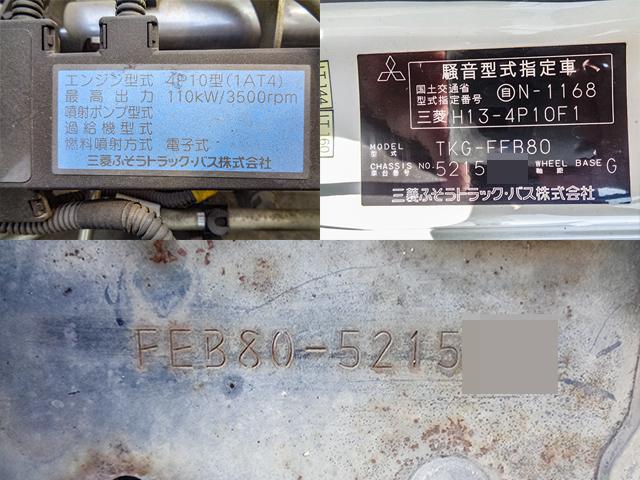 エンジン型式 4P10型(1AT4)
最高出力 110kW/3500rpm
噴射ポンプ型式
過給機型式
燃料噴射方式 電子式
三菱ふそうトラック・バス株式会社
騒音型式指定車
国土交通省
型式指定番号 自N-1168
三菱 H13-4P10F1
MODEL
型式 TKG-FEB80
CHASSIS NO. 5215 WHEEL BASE G
車台番号 軸距
三菱ふそうトラック・バス株式会社
FEB80-5215